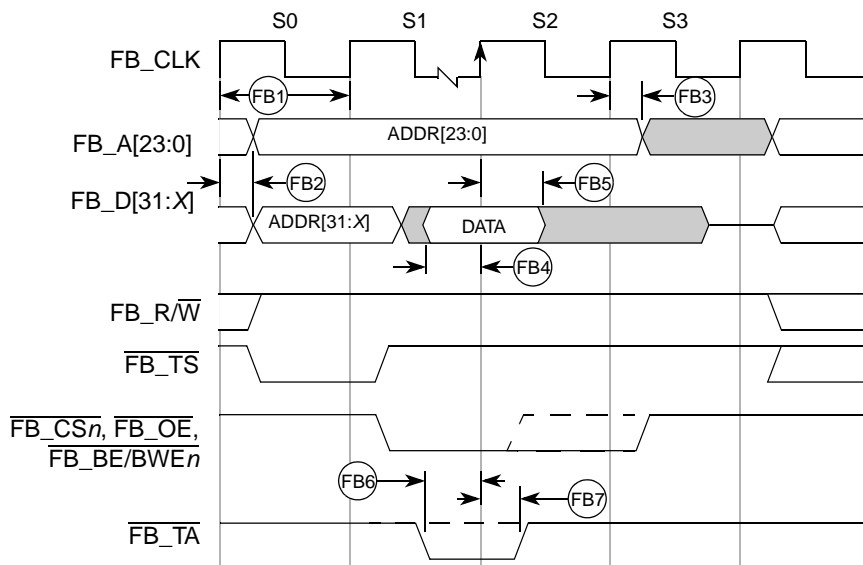 S0 S1 S2 S3
FB_CLK
FB1 FB3
FB_A[23:0] ADDR[23:0]
FB2 FB5
FB_D[31:X] ADDR[31:X] DATA
FB4
FB_R/W
FB_TS
FB_CSn, FB_OE,
FB_BE/BWEn
FB6 FB7
FB_TA